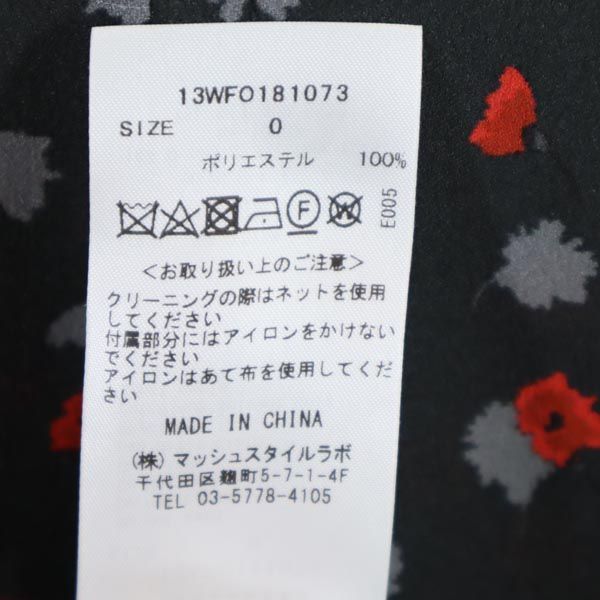 13WFO181073
SIZE 0
ポリエステル 100%
F W
E005
<お取り扱い上のご注意>
クリーニングの際はネットを使用
してください
付属部分にはアイロンをかけない
でください
アイロンはあて布を使用してくだ
さい
MADE IN CHINA
(株) マッシュスタイルラボ
千代田区麹町5-7-1-4F
TEL 03-5778-4105